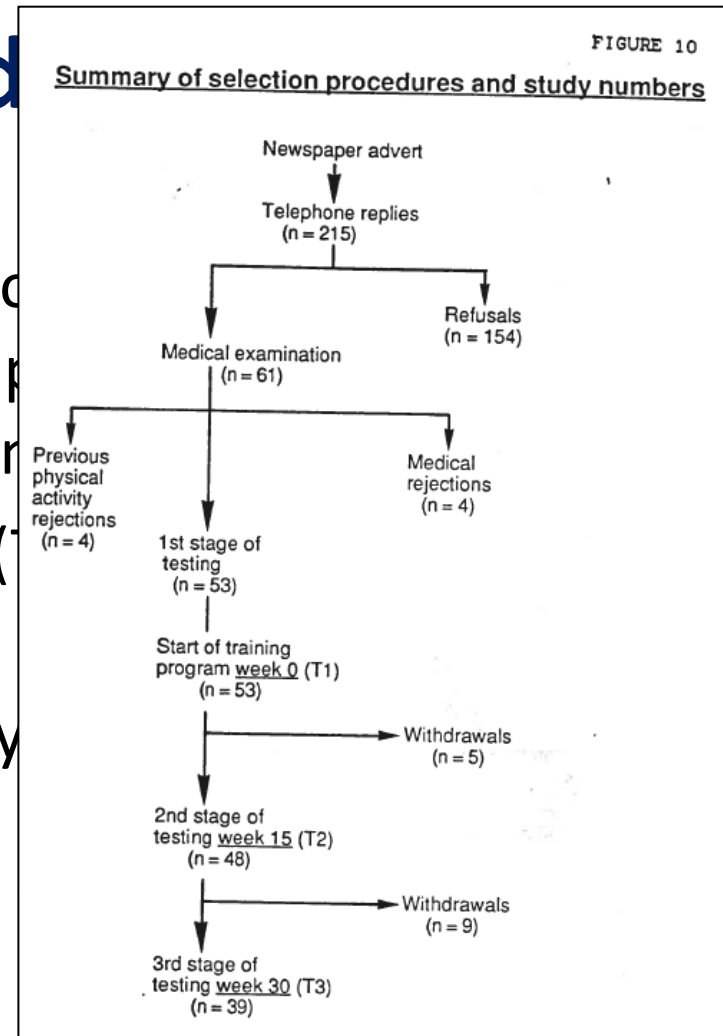 FIGURE 10
Summary of selection procedures and study numbers
Newspaper advert
Telephone replies
(n = 215)
Refusals
(n = 154)
Medical examination
(n = 61)
Previous
physical
activity
rejections
(n = 4)
Medical
rejections
(n = 4)
1st stage of
testing
(n = 53)
Start of training
program week 0 (T1)
(n = 53)
Withdrawals
(n = 5)
2nd stage of
testing week 15 (T2)
(n = 48)
Withdrawals
(n = 9)
3rd stage of
testing week 30 (T3)
(n = 39)